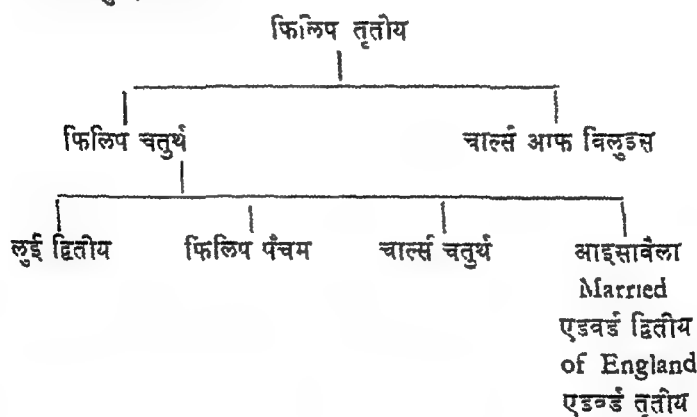 फिलिप तृतीय
फिलिप चतुर्थ चार्ल्स आफ विलुइस
लुई द्वितीय फिलिप पँचम चार्ल्स चतुर्थ आइसावैला
Married
एडवर्ड द्वितीय
of England
एडवर्ड तृतीय